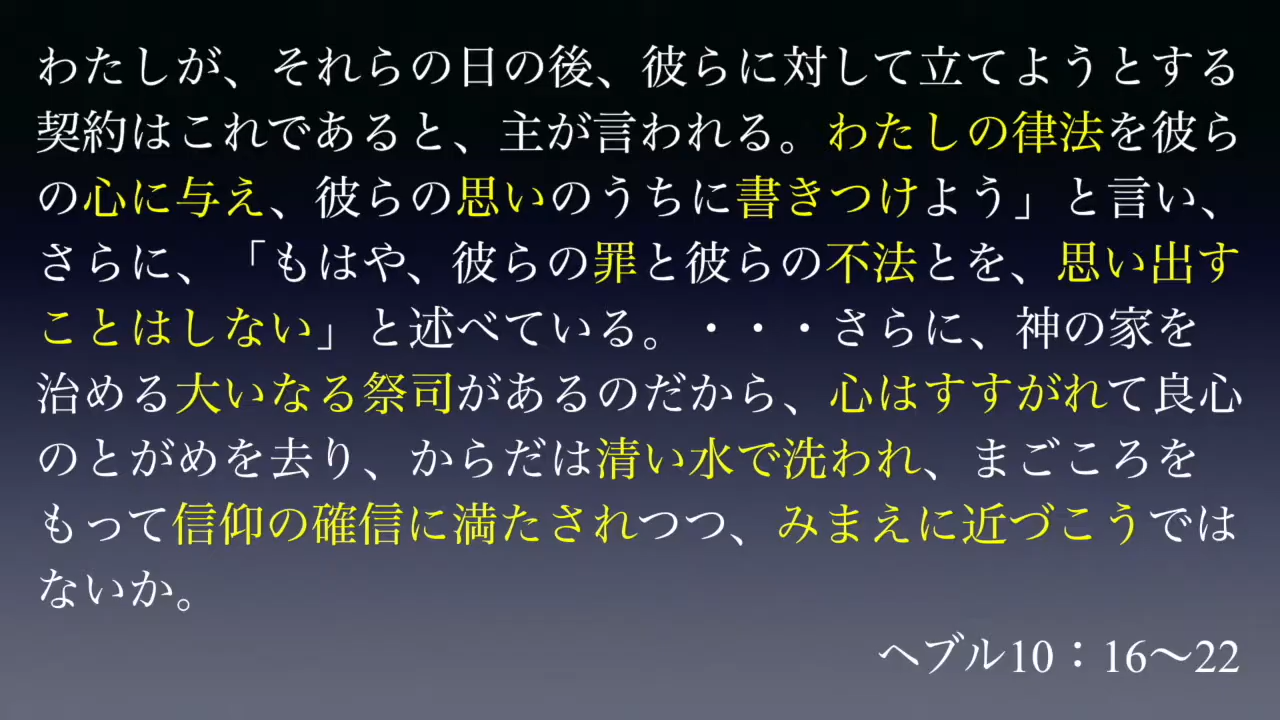 わたしが、それらの日の後、彼らに対して立てようとする
契約はこれであると、主が言われる。わたしの律法を彼ら
の心に与え、彼らの思いのうちに書きつけよう」と言い、
さらに、「もはや、彼らの罪と彼らの不法とを、思い出す
ことはしない」と述べている。・・・さらに、神の家を
治める大いなる祭司があるのだから、心はすすがれて良心
のとがめを去り、からだは清い水で洗われ、まごころを
もって信仰の確信に満たされつつ、みまえに近づこうでは
ないか。
ヘブル10：16〜22